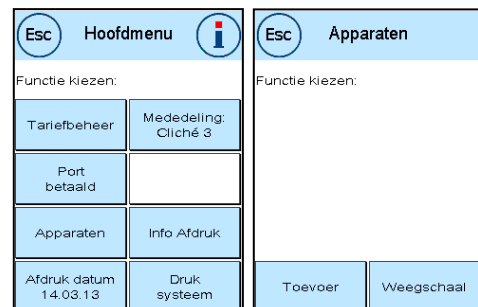 Esc Hoofdmenu i
Functie kiezen:
Tariefbeheer
Mededeling:
Cliché 3
Port
betaald
Apparaten
Info Afdruk
Afdruk datum
14.03.13
Druk
systeem
Esc Apparaten
Functie kiezen:
Toevoer
Weegschaal